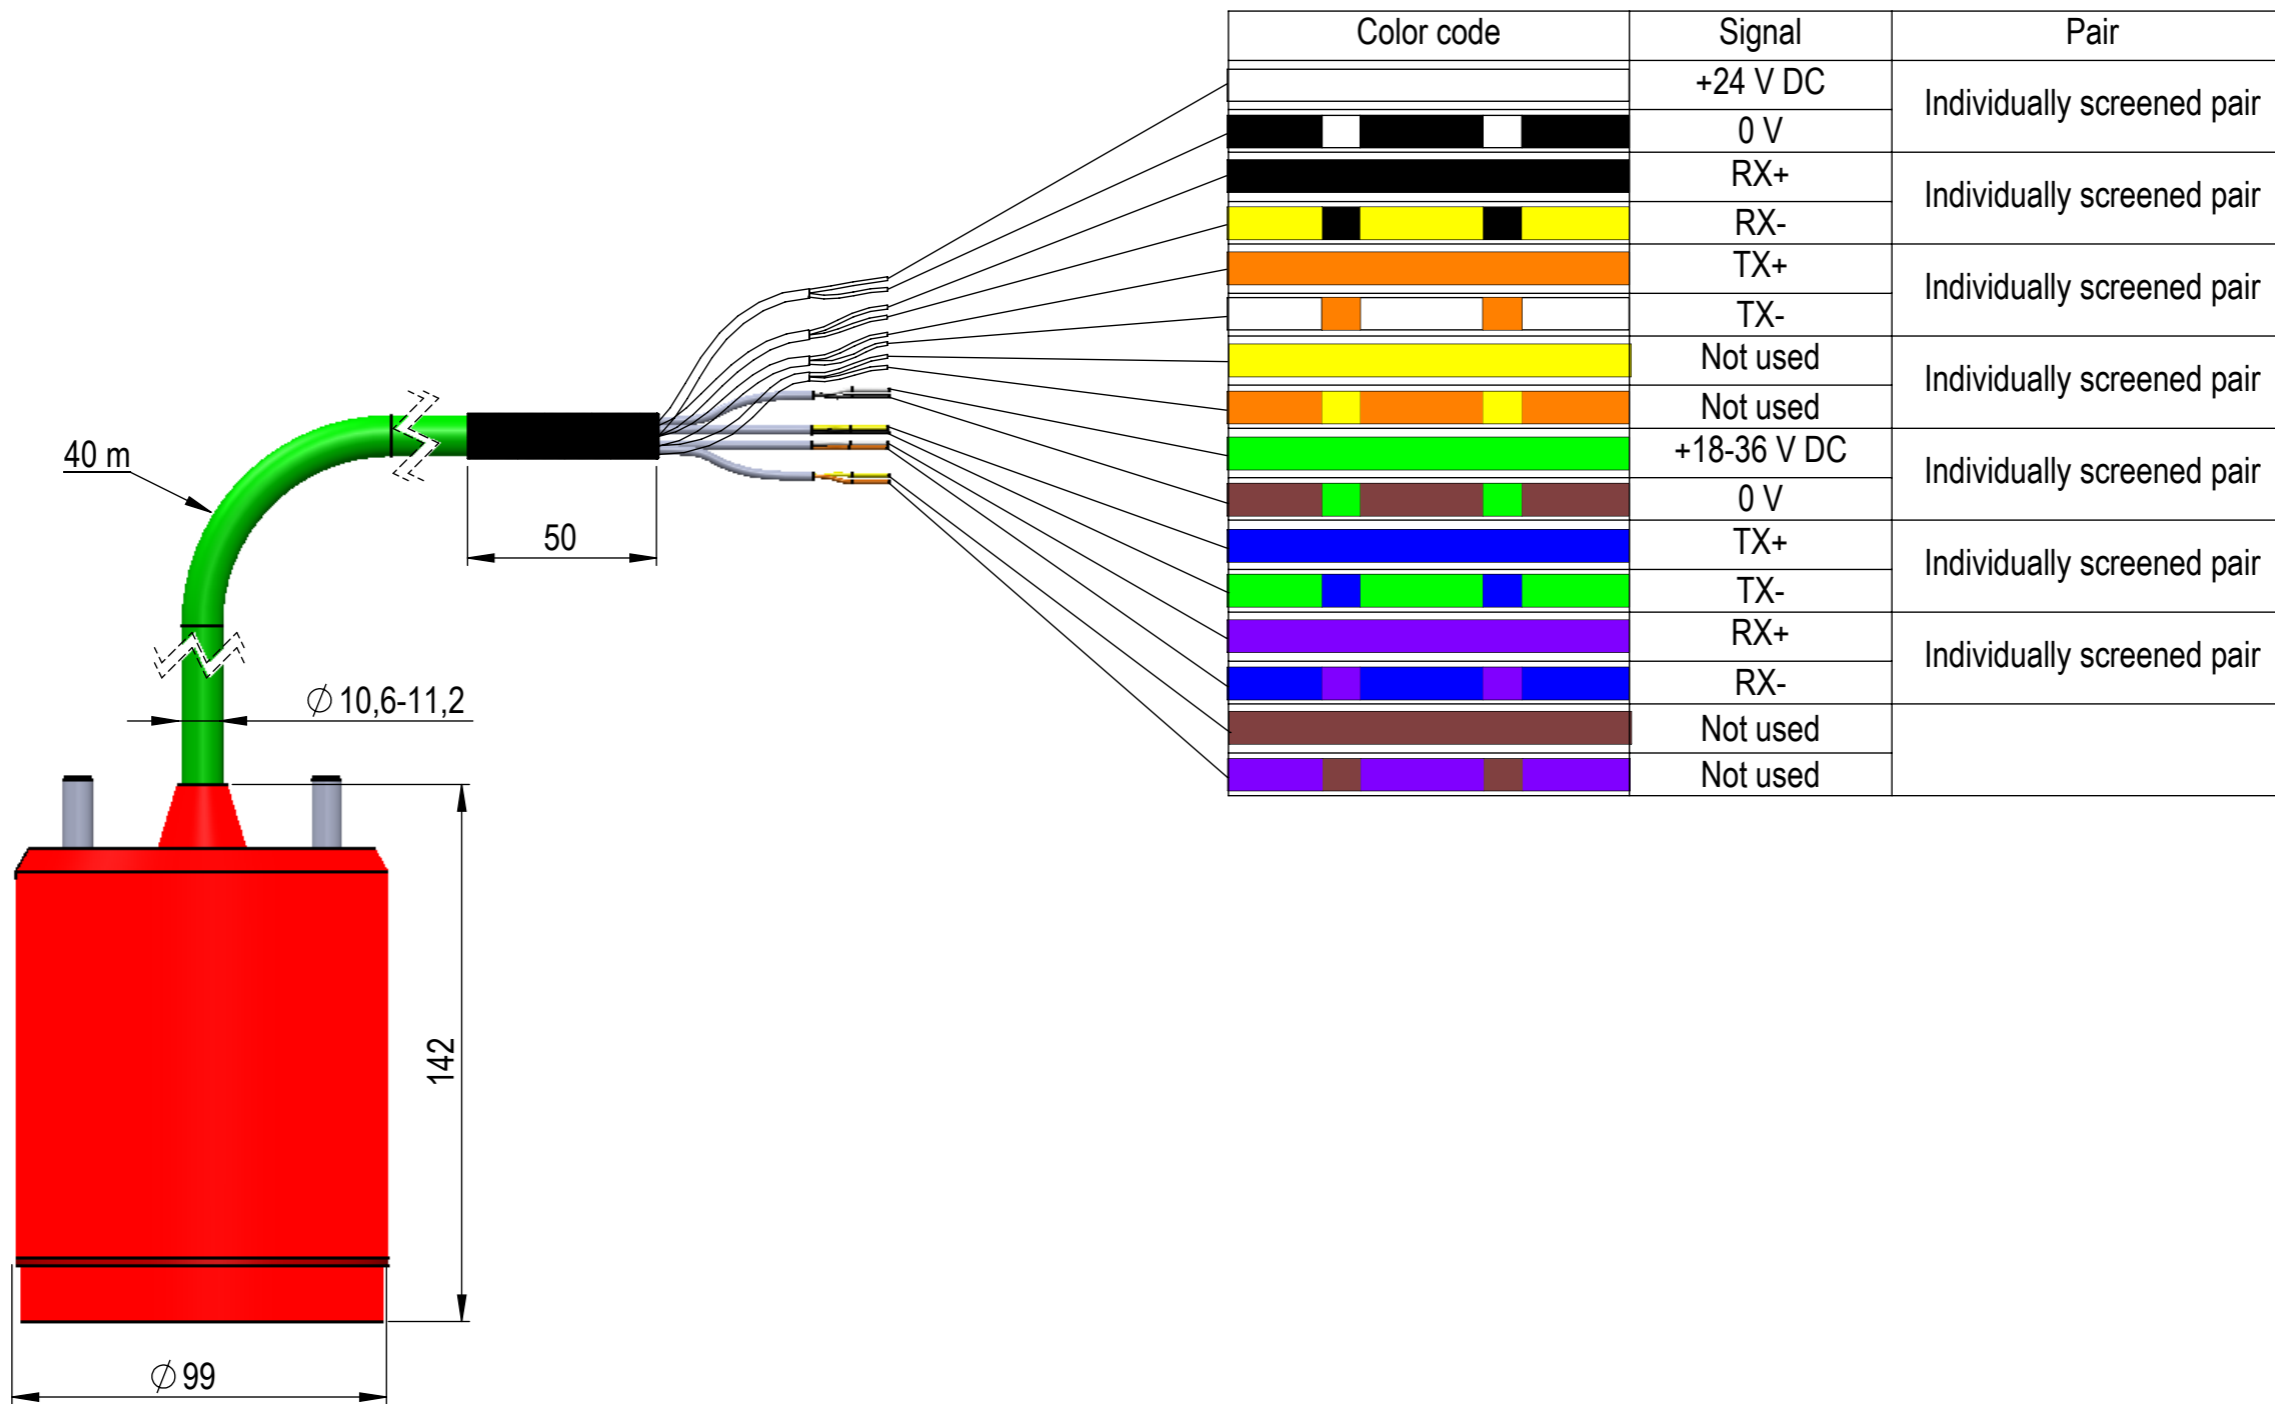 Color code Signal Pair
+24 V DC Individually screened pair
0 V
RX+ Individually screened pair
RX-
TX+ Individually screened pair
TX-
Not used Individually screened pair
Not used
+18-36 V DC Individually screened pair
0 V
TX+ Individually screened pair
TX-
RX+ Individually screened pair
RX-
Not used
Not used
40 m
50
∅ 10,6-11,2
142
∅ 99